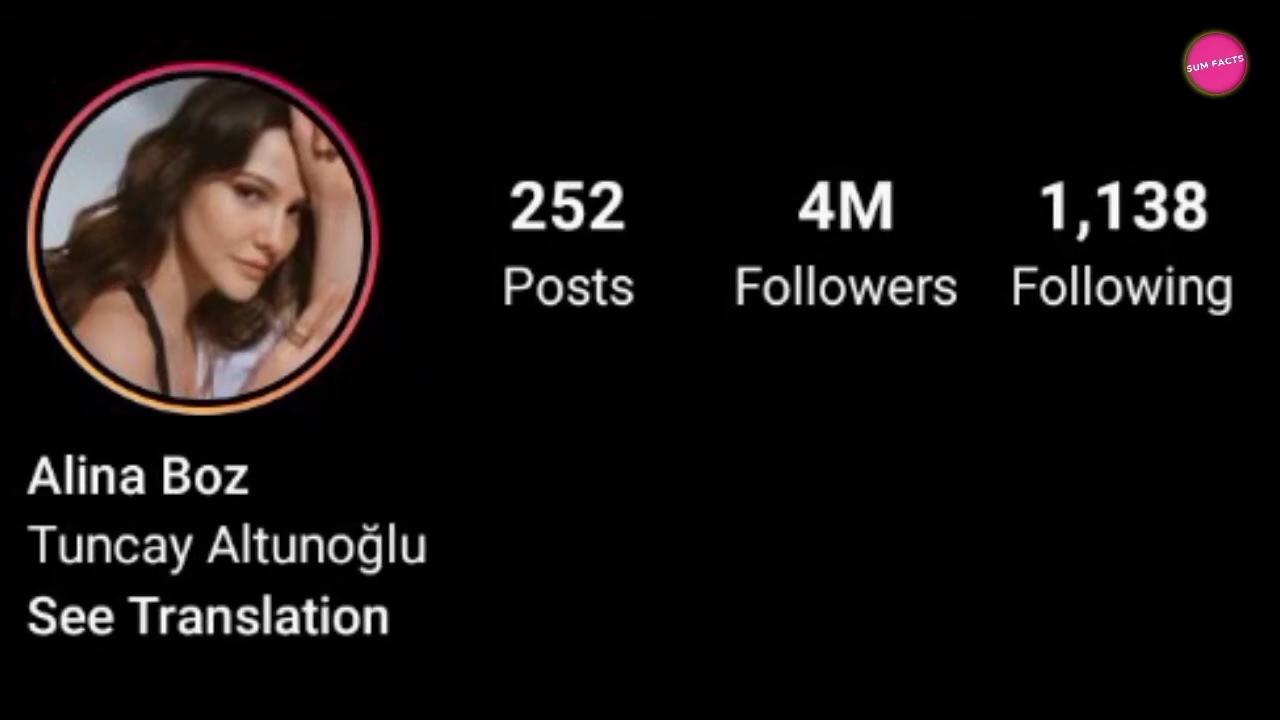 SUM FACTS
252 4M 1,138
Posts Followers Following
Alina Boz
Tuncay Altunoğlu
See Translation